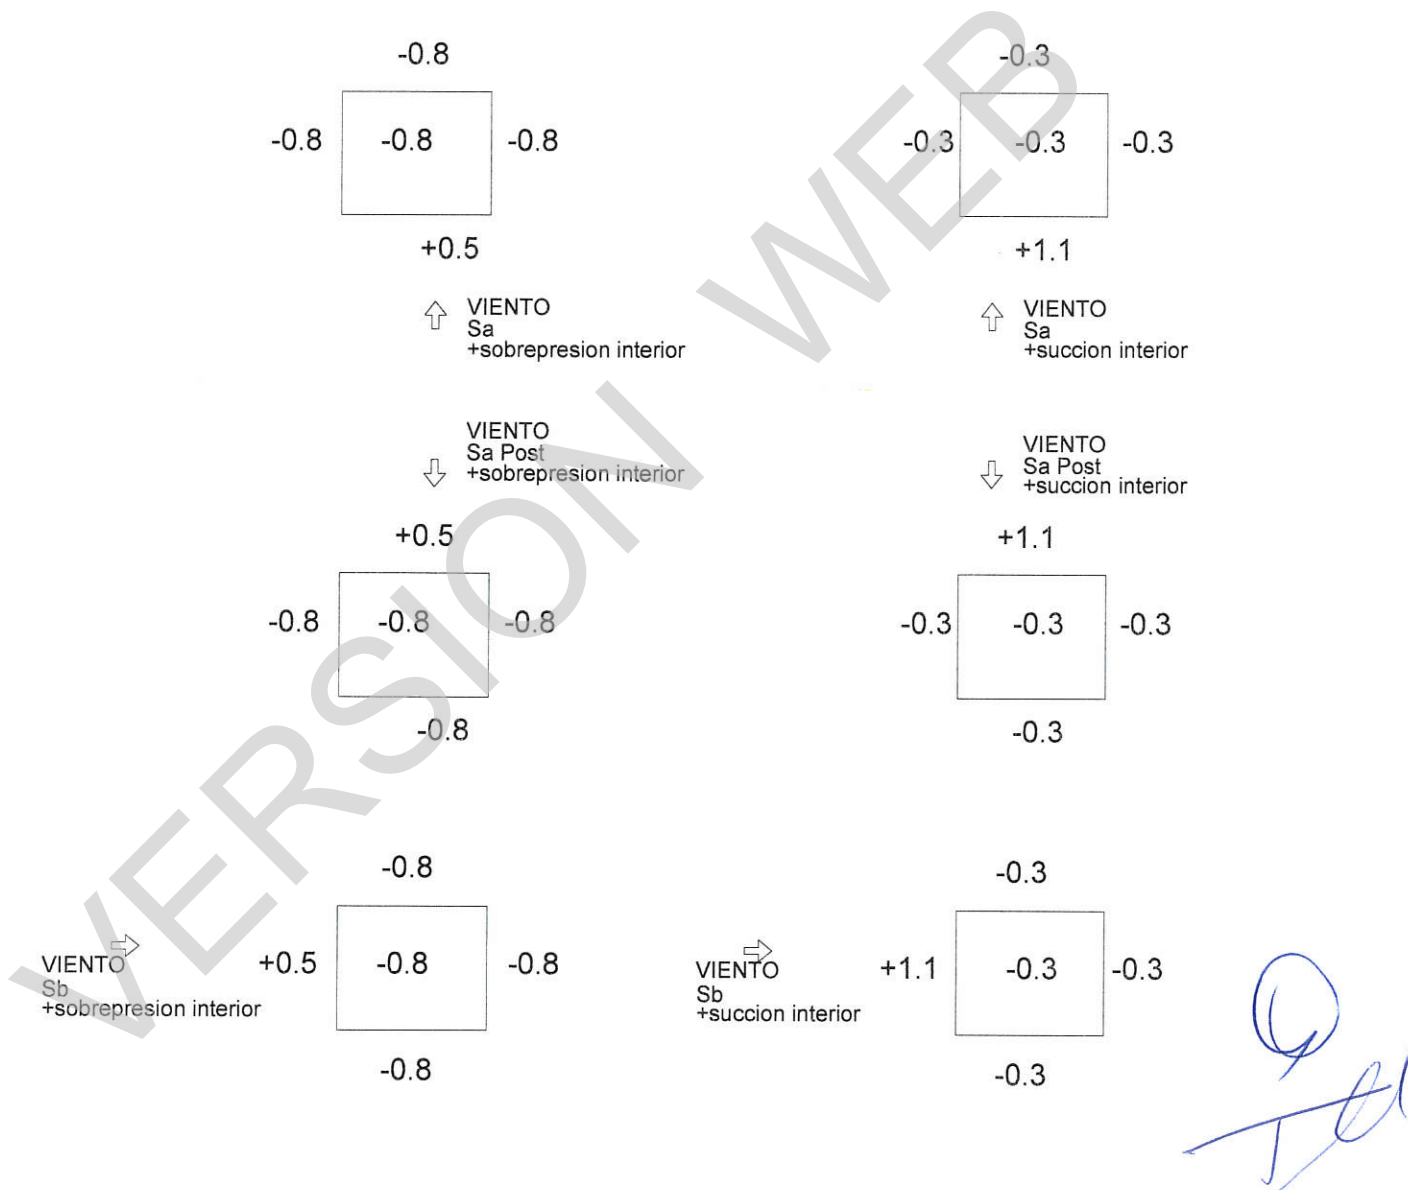 -0.8
-0.8 -0.8 -0.8
+0.5
VIENTO
Sa
+sobrepresion interior
-0.3
-0.3 -0.3 -0.3
+1.1
VIENTO
Sa
+succion interior
VIENTO
Sa Post
+sobrepresion interior
+0.5
-0.8 -0.8 -0.8
-0.8
VIENTO
Sa Post
+succion interior
+1.1
-0.3 -0.3 -0.3
-0.3
-0.8
VIENTO
Sb
+sobrepresion interior
+0.5 -0.8 -0.8
-0.8
-0.3
VIENTO
Sb
+succion interior
+1.1 -0.3 -0.3
-0.3
VERSION WEB